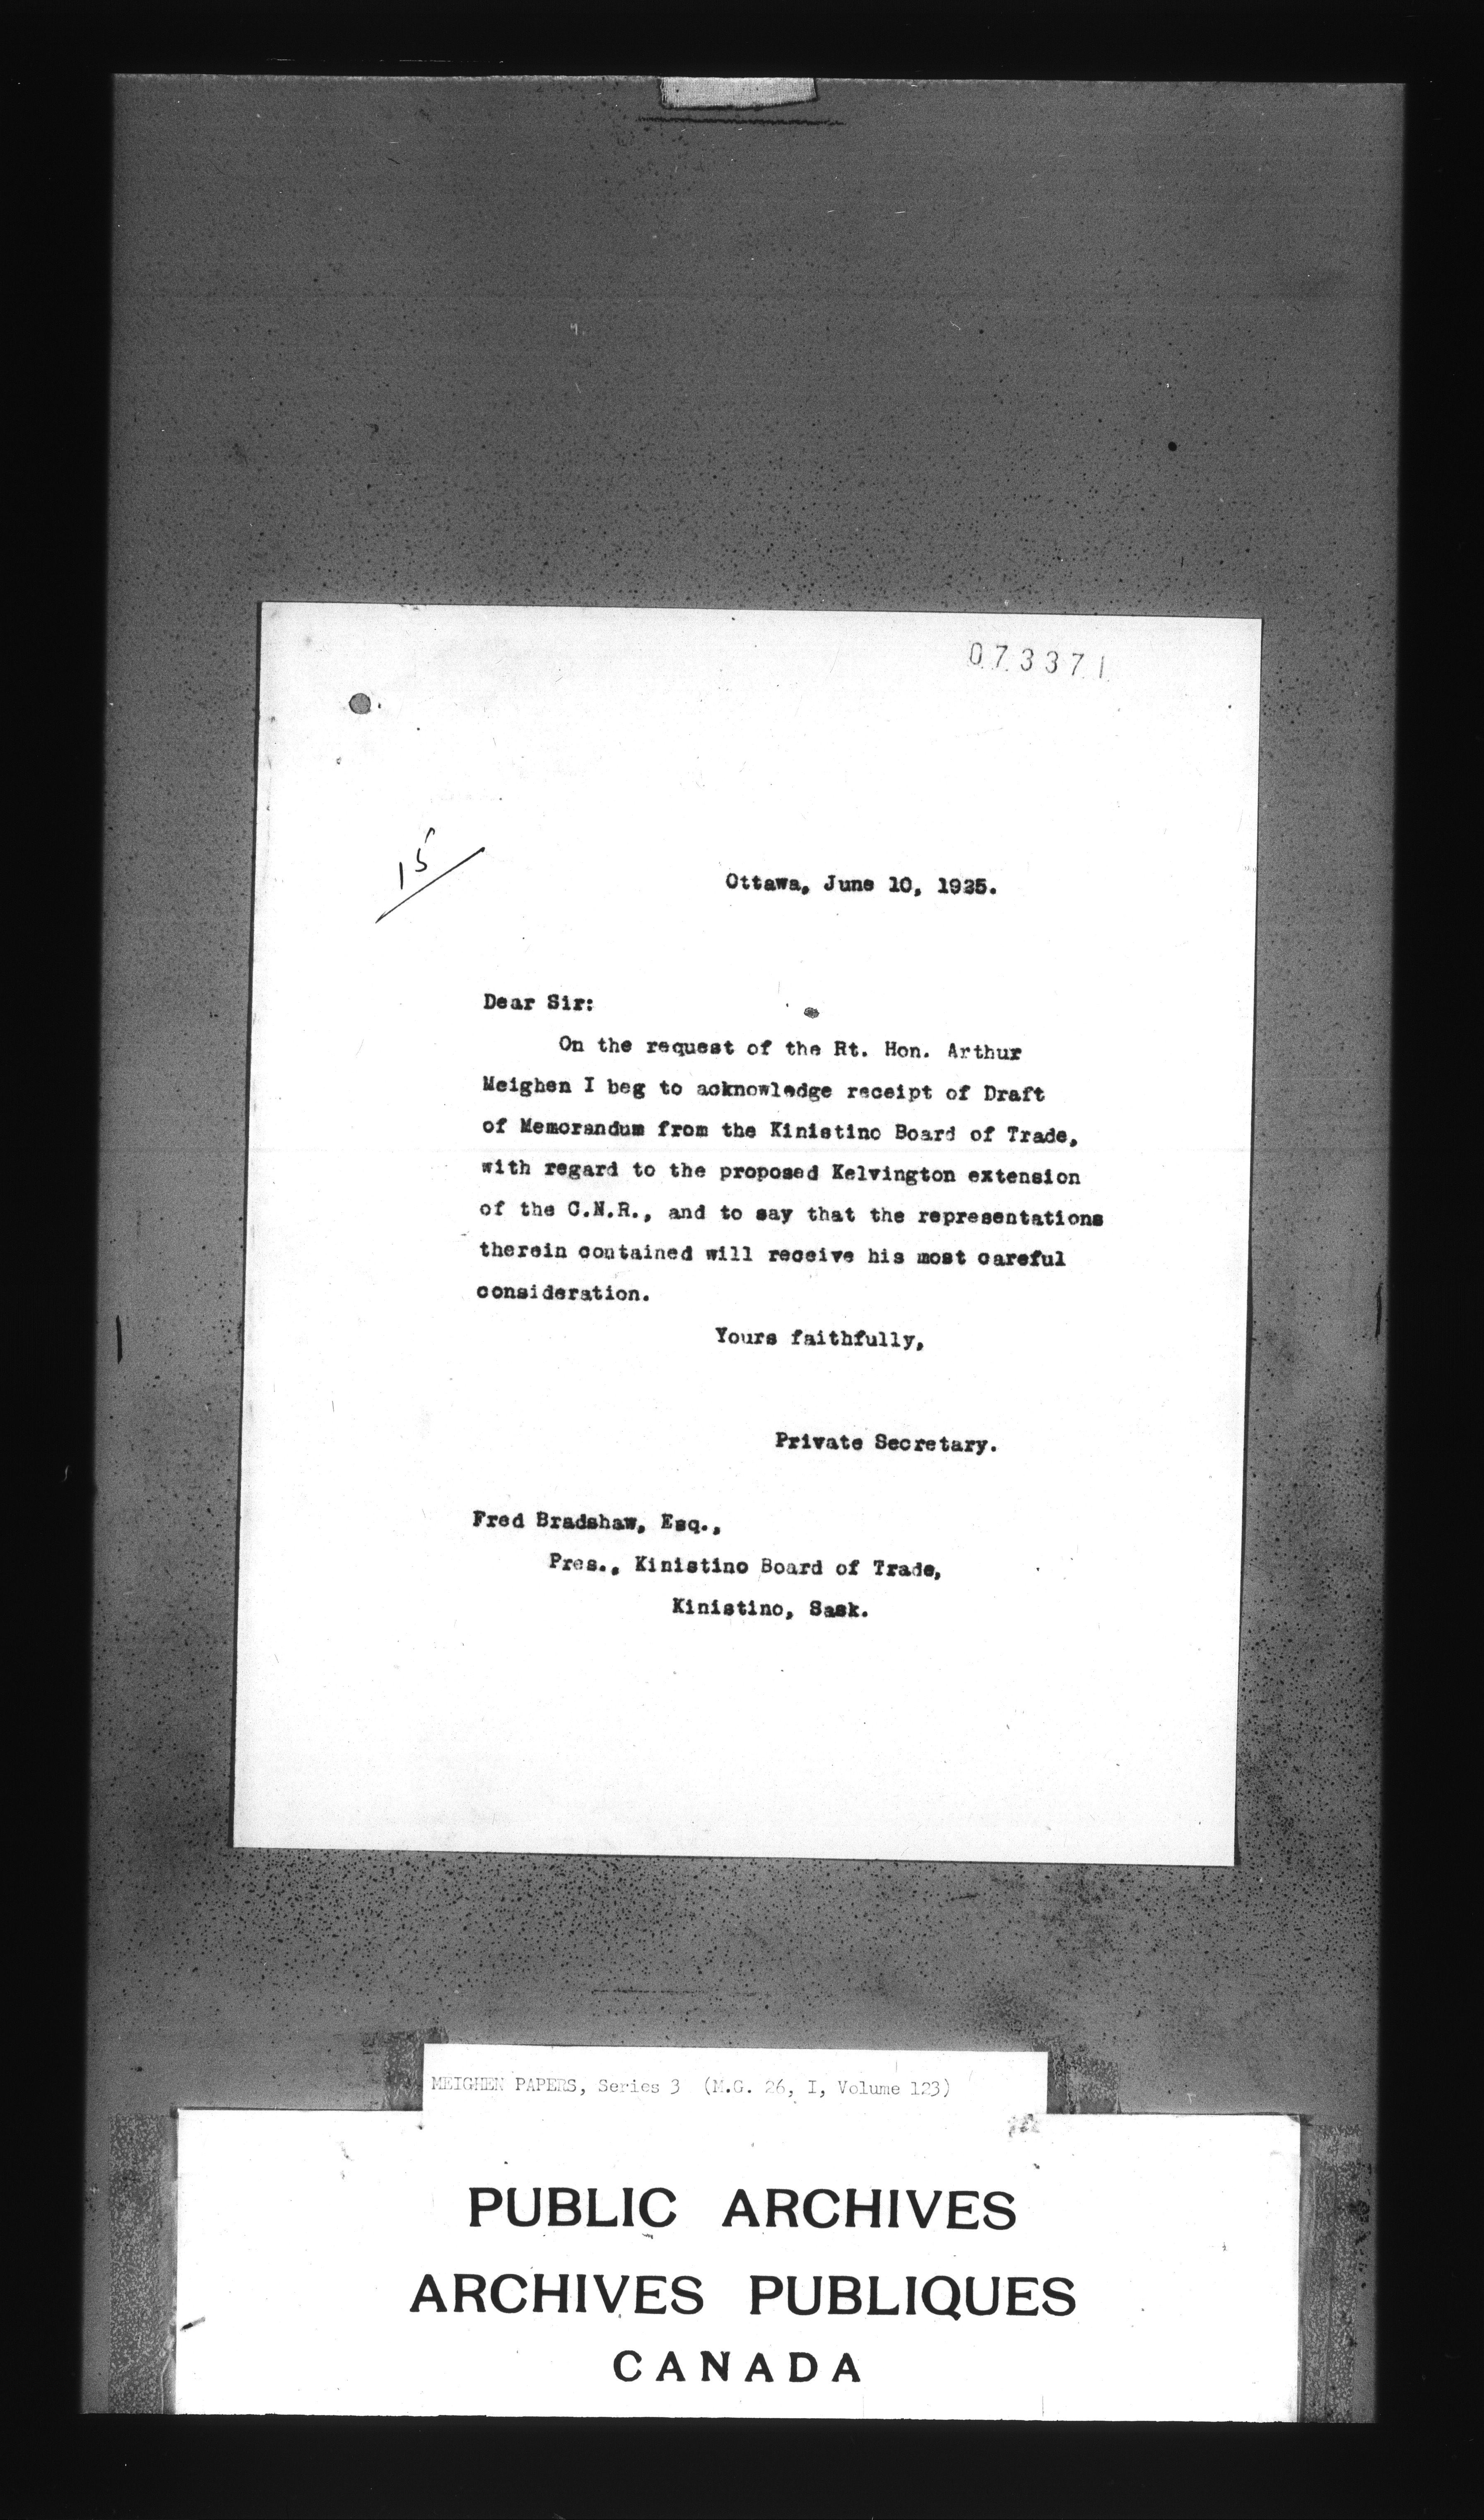 073371
15
Ottawa, June 10, 1925.
Dear Sir:
On the request of the Rt. Hon. Arthur
Meighen I beg to acknowledge receipt of Draft
of Memorandum from the Kinistino Board of Trade,
with regard to the proposed Kelvington extension
of the C.N.R., and to say that the representations
therein contained will receive his most careful
consideration.
Yours faithfully,
Private Secretary.
Fred Bradshaw, Esq.,
Pres., Kinistino Board of Trade,
Kinistino, Sask.
MEIGHEN PAPERS, Series 3 (M.G. 26, I, Volume 123)
PUBLIC ARCHIVES
ARCHIVES PUBLIQUES
CANADA